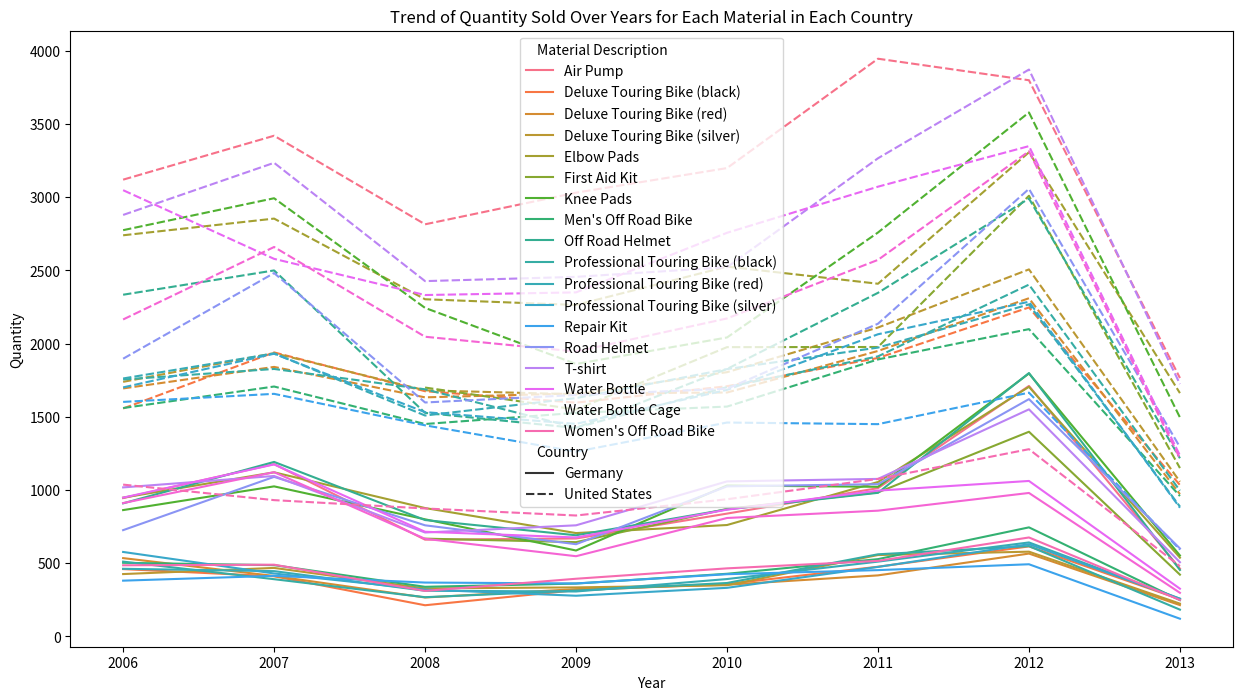 Trend of Quantity Sold Over Years for Each Material in Each Country
4000
3500
3000
2500
2000
1500
1000
500
0
Quantity
Material Description
Air Pump
Deluxe Touring Bike (black)
Deluxe Touring Bike (red)
Deluxe Touring Bike (silver)
Elbow Pads
First Aid Kit
Knee Pads
Men's Off Road Bike
Off Road Helmet
Professional Touring Bike (black)
Professional Touring Bike (red)
Professional Touring Bike (silver)
Repair Kit
Road Helmet
T-shirt
Water Bottle
Water Bottle Cage
Women's Off Road Bike
Country
Germany
United States
2006 2007 2008 2009 2010 2011 2012 2013
Year